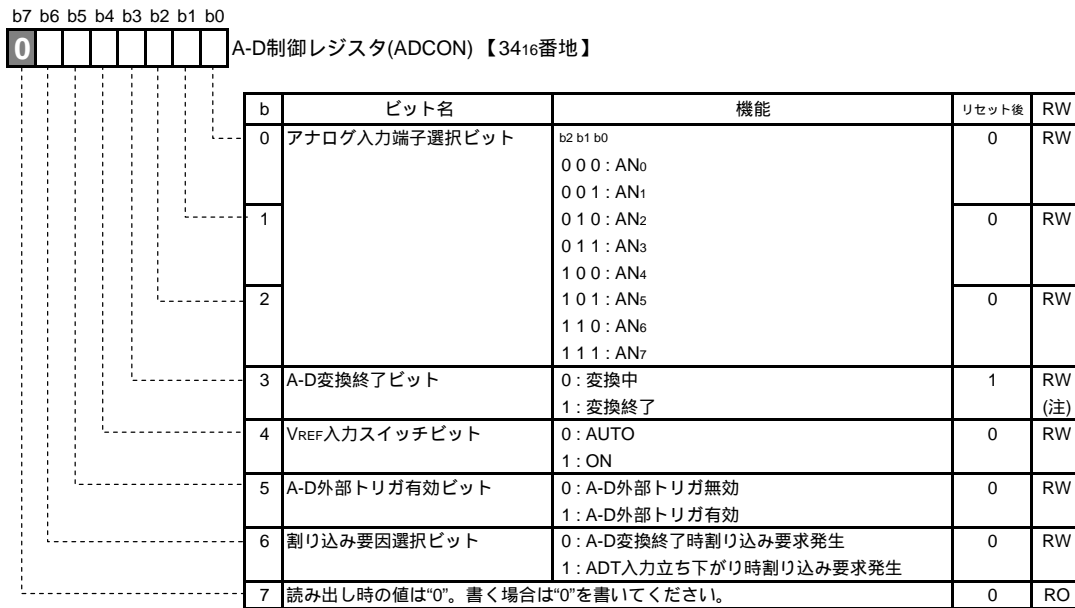 b7 b6 b5 b4 b3 b2 b1 b0
0
A-D制御レジスタ(ADCON)【3416番地】
b ビット名 機能 リセット後 RW
0 アナログ入力端子選択ビット b2 b1 b0 0 RW
0 0 0 : AN0
0 0 1 : AN1
1 0 1 0 : AN2 0 RW
0 1 1 : AN3
1 0 0 : AN4
2 1 0 1 : AN5 0 RW
1 1 0 : AN6
1 1 1 : AN7
3 A-D変換終了ビット 0 : 変換中 1 RW
1 : 変換終了 (注)
4 VREF入力スイッチビット 0 : AUTO 0 RW
1 : ON
5 A-D外部トリガ有効ビット 0 : A-D外部トリガ無効 0 RW
1 : A-D外部トリガ有効
6 割り込み要因選択ビット 0 : A-D変換終了時割り込み要求発生 0 RW
1 : ADT入力立ち下がり時割り込み要求発生
7 読み出し時の値は“0”。書く場合は“0”を書いてください。 0 RO